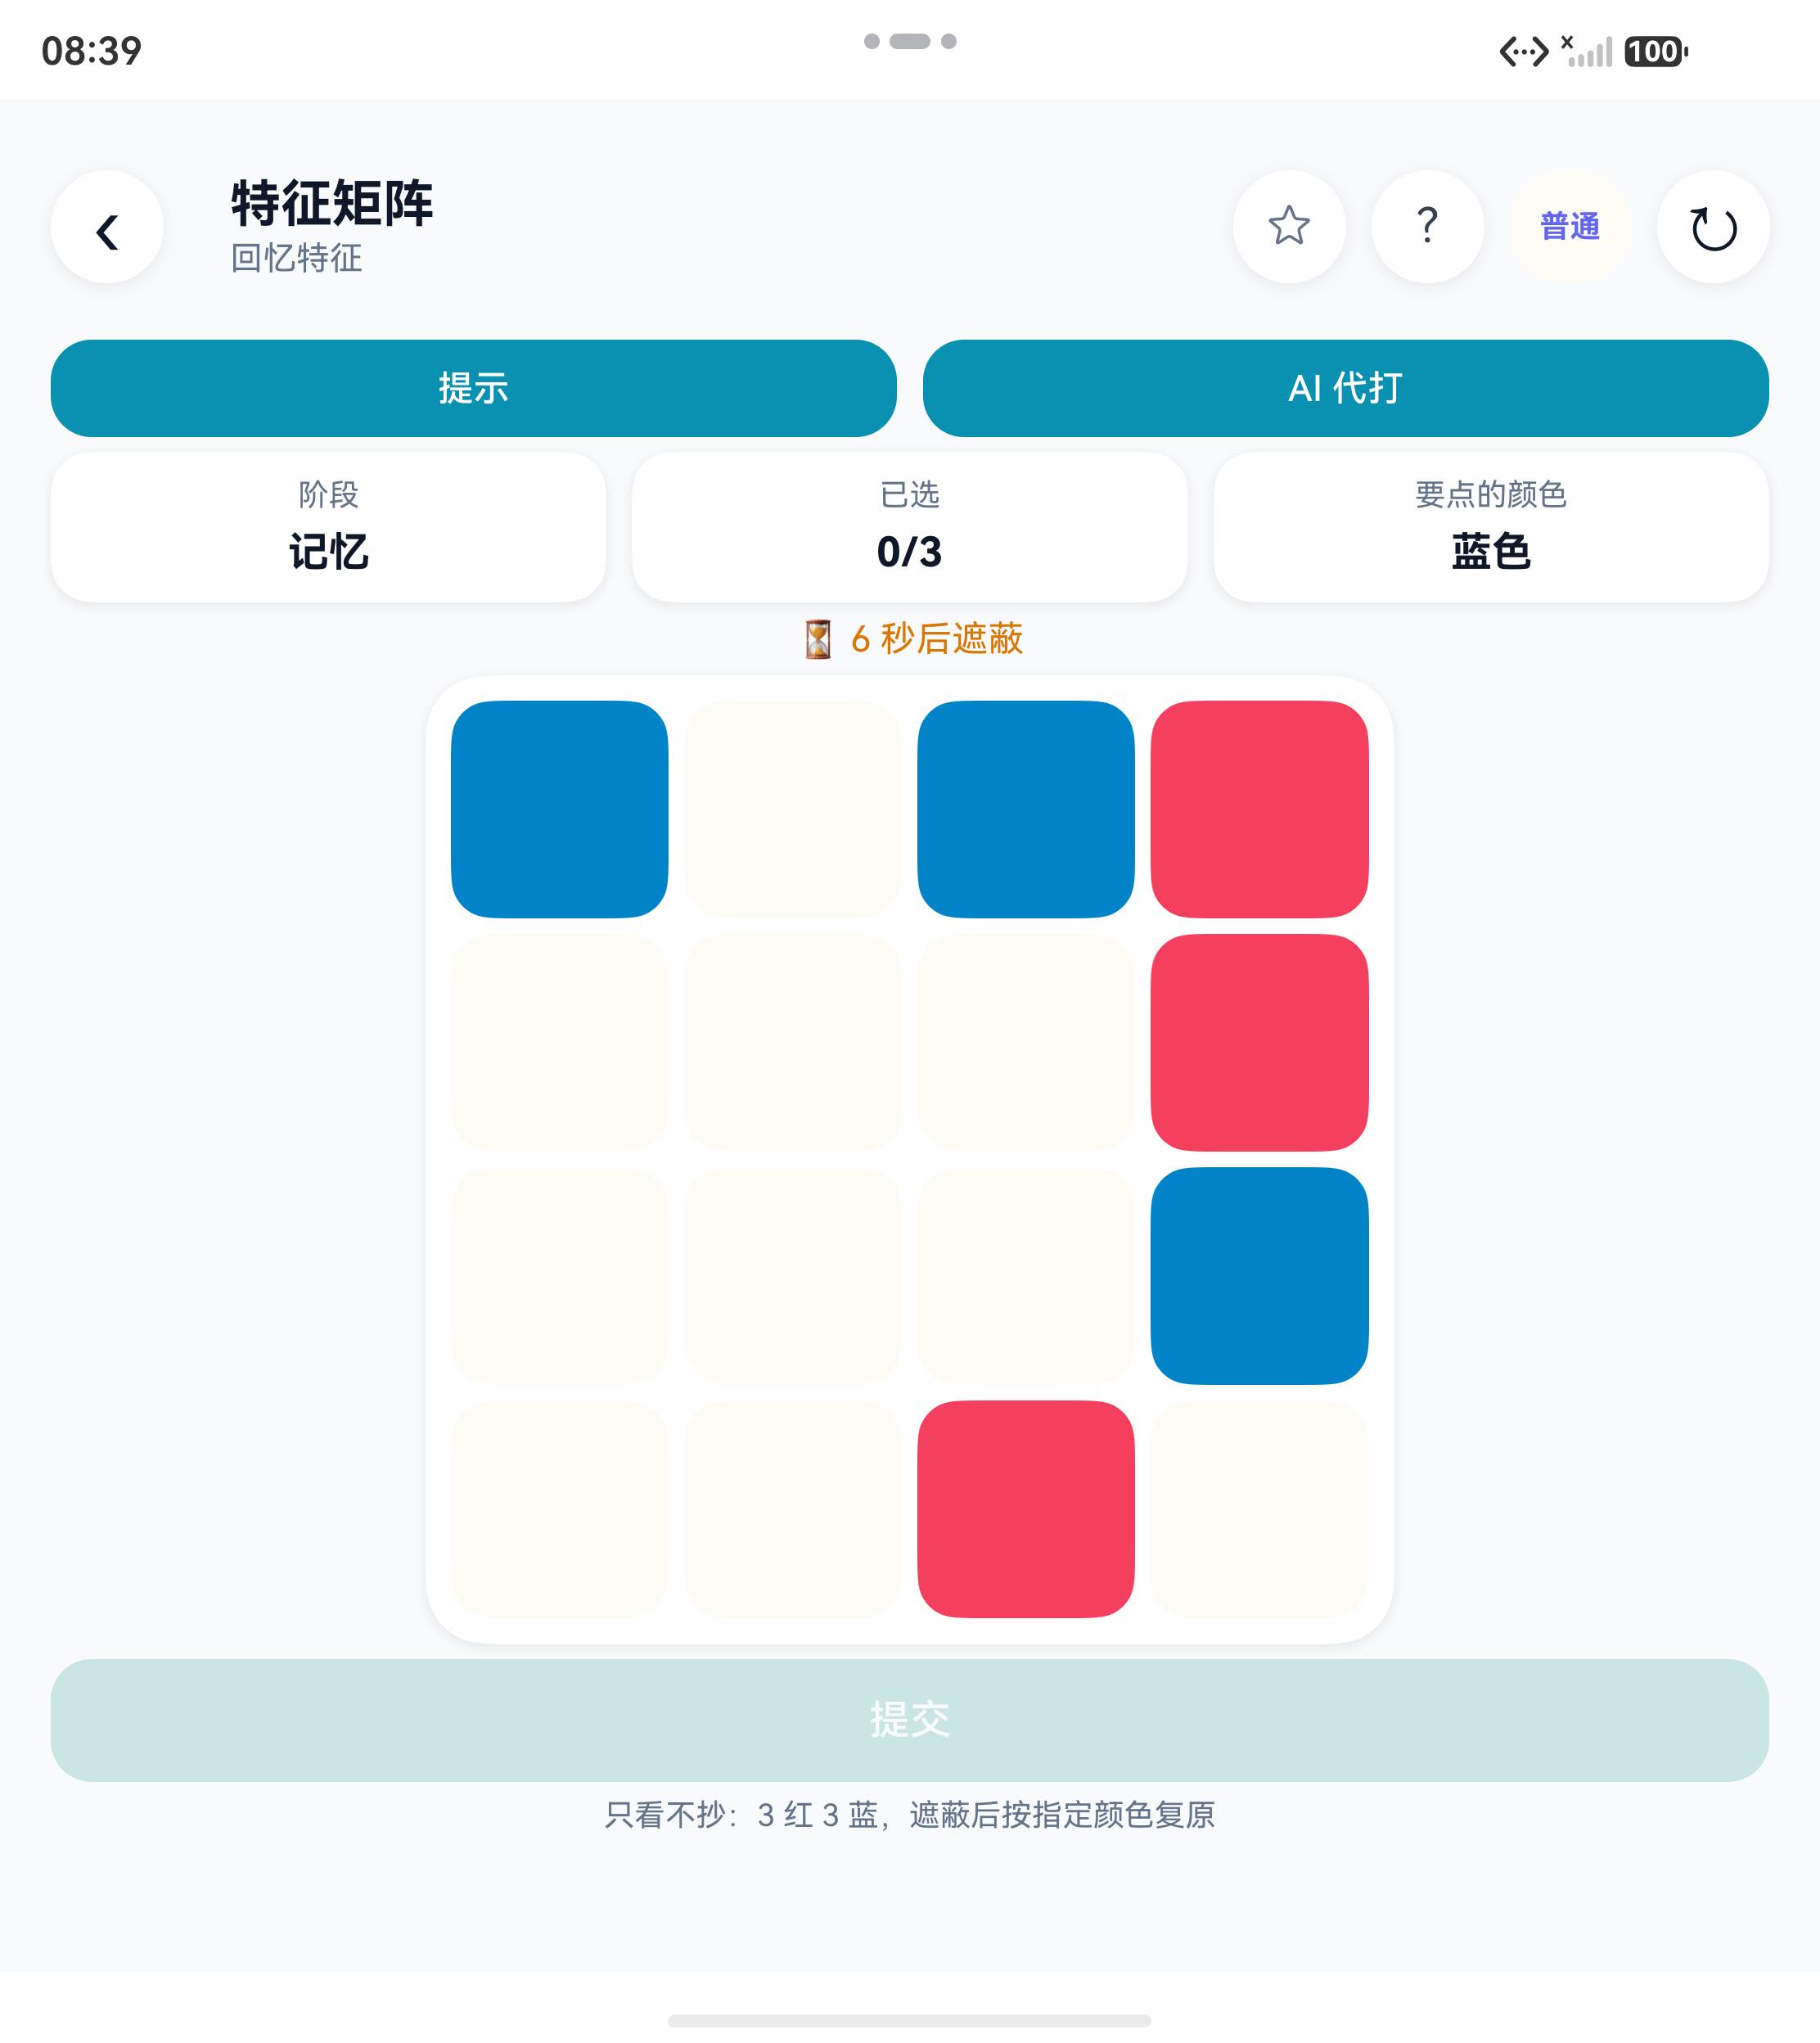 08:39
100
特征矩阵
回忆特征
?
普通
提示
AI 代打
阶段
记忆
已选
0/3
要点的颜色
蓝色
⏳ 6 秒后遮蔽
提交
只看不抄：3 红 3 蓝，遮蔽后按指定颜色复原